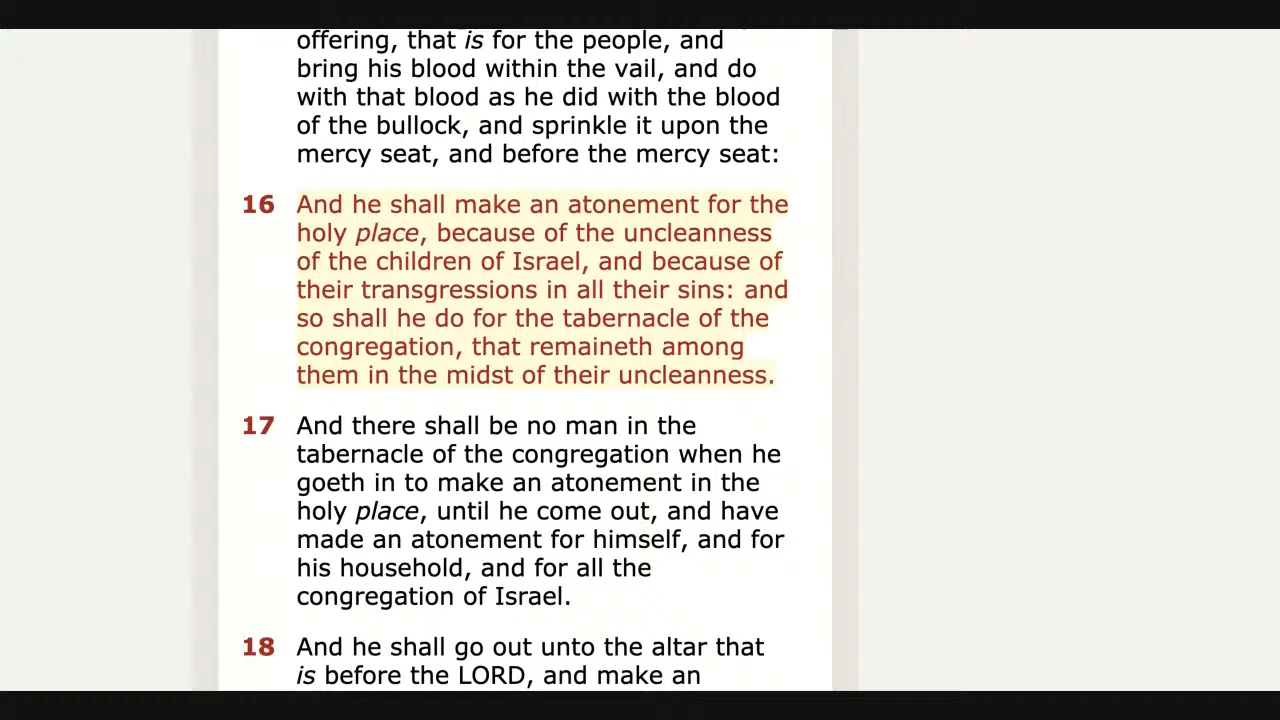 offering, that is for the people, and
bring his blood within the vail, and do
with that blood as he did with the blood
of the bullock, and sprinkle it upon the
mercy seat, and before the mercy seat:
16 And he shall make an atonement for the
holy place, because of the uncleanness
of the children of Israel, and because of
their transgressions in all their sins: and
so shall he do for the tabernacle of the
congregation, that remaineth among
them in the midst of their uncleanness.
17 And there shall be no man in the
tabernacle of the congregation when he
goeth in to make an atonement in the
holy place, until he come out, and have
made an atonement for himself, and for
his household, and for all the
congregation of Israel.
18 And he shall go out unto the altar that
is before the LORD, and make an